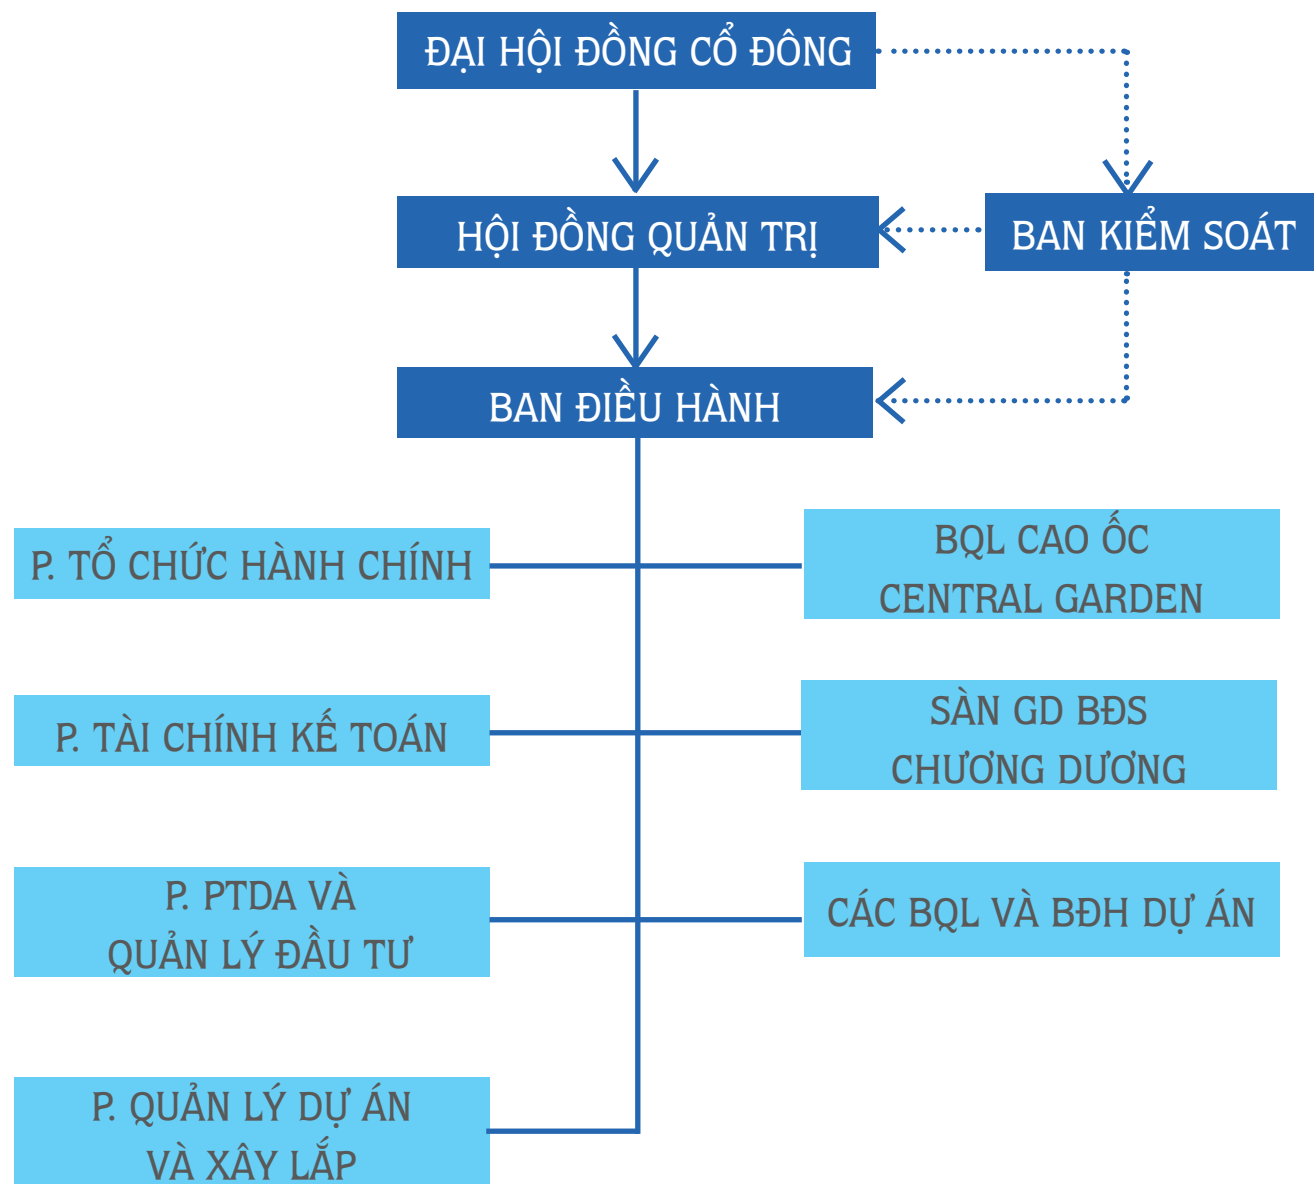 ĐẠI HỘI ĐỒNG CỔ ĐÔNG
HỘI ĐỒNG QUẢN TRỊ
BAN KIỂM SOÁT
BAN ĐIỀU HÀNH
P. TỔ CHỨC HÀNH CHÍNH
BQL CAO ỐC
CENTRAL GARDEN
P. TÀI CHÍNH KẾ TOÁN
SÀN GD BĐS
CHƯƠNG DƯƠNG
P. PTDA VÀ
QUẢN LÝ ĐẦU TƯ
CÁC BQL VÀ BĐH DỰ ÁN
P. QUẢN LÝ DỰ ÁN
VÀ XÂY LẮP